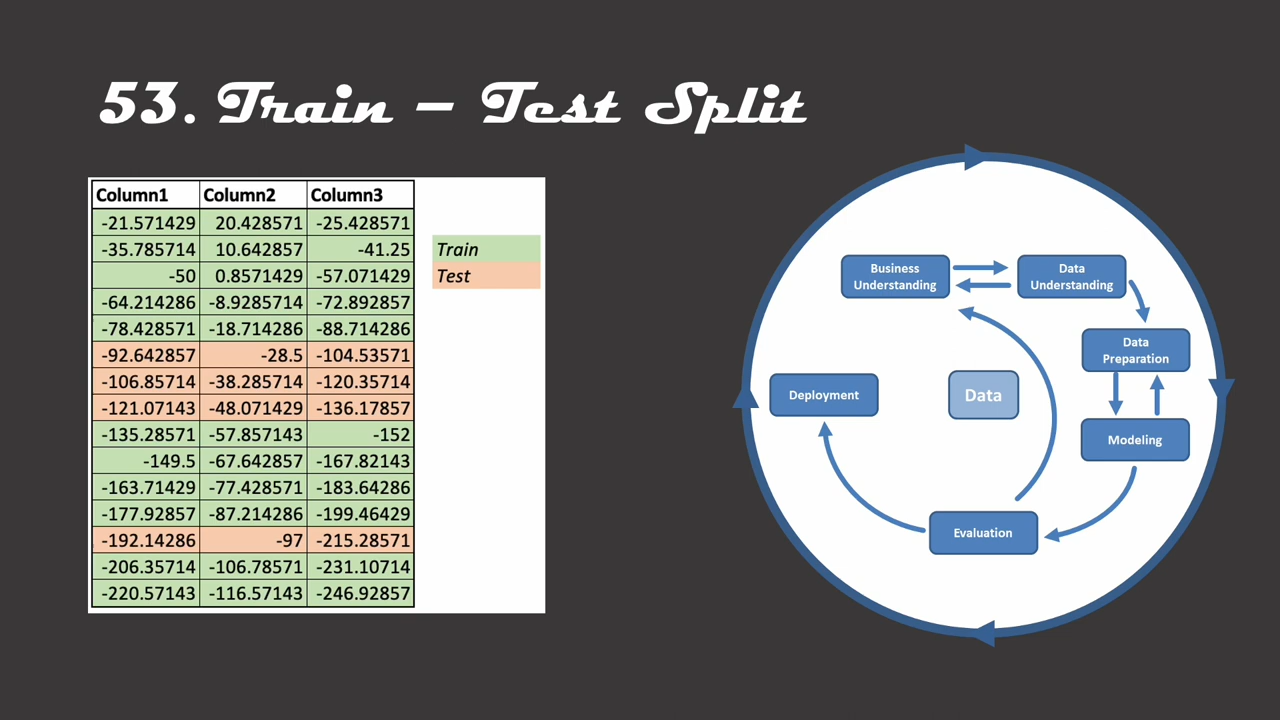 53. Train – Test Split
Column1 Column2 Column3
-21.571429 20.428571 -25.428571
-35.785714 10.642857 -41.25
-50 0.8571429 -57.071429
-64.214286 -8.9285714 -72.892857
-78.428571 -18.714286 -88.714286
-92.642857 -28.5 -104.53571
-106.85714 -38.285714 -120.35714
-121.07143 -48.071429 -136.17857
-135.28571 -57.857143 -152
-149.5 -67.642857 -167.82143
-163.71429 -77.428571 -183.64286
-177.92857 -87.214286 -199.46429
-192.14286 -97 -215.28571
-206.35714 -106.78571 -231.10714
-220.57143 -116.57143 -246.92857
Train
Test
Business
Understanding
Data
Understanding
Data
Preparation
Modeling
Evaluation
Deployment
Data